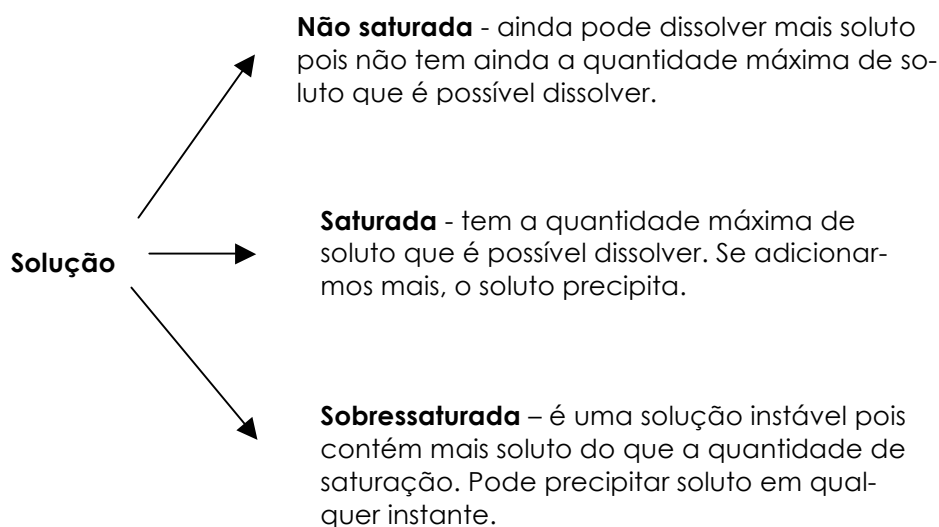 Não saturada - ainda pode dissolver mais soluto
pois não tem ainda a quantidade máxima de so-
luto que é possível dissolver.
Saturada - tem a quantidade máxima de
soluto que é possível dissolver. Se adicionar-
mos mais, o soluto precipita.
Solução
Sobressaturada – é uma solução instável pois
contém mais soluto do que a quantidade de
saturação. Pode precipitar soluto em qual-
quer instante.